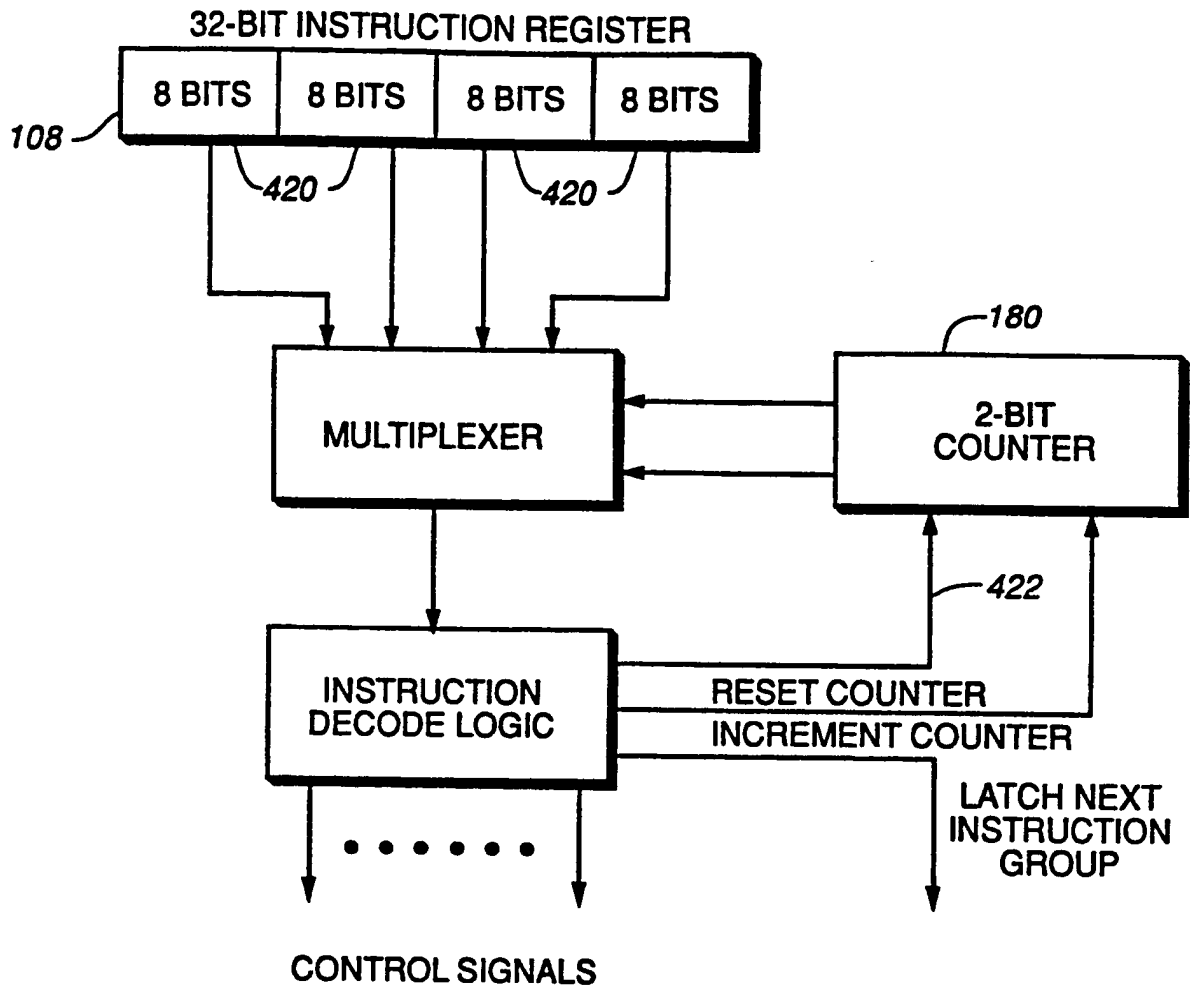 32-BIT INSTRUCTION REGISTER
8 BITS 8 BITS 8 BITS 8 BITS
108
420 420
180
MULTIPLEXER
2-BIT
COUNTER
422
INSTRUCTION
DECODE LOGIC
RESET COUNTER
INCREMENT COUNTER
LATCH NEXT
INSTRUCTION
GROUP
CONTROL SIGNALS